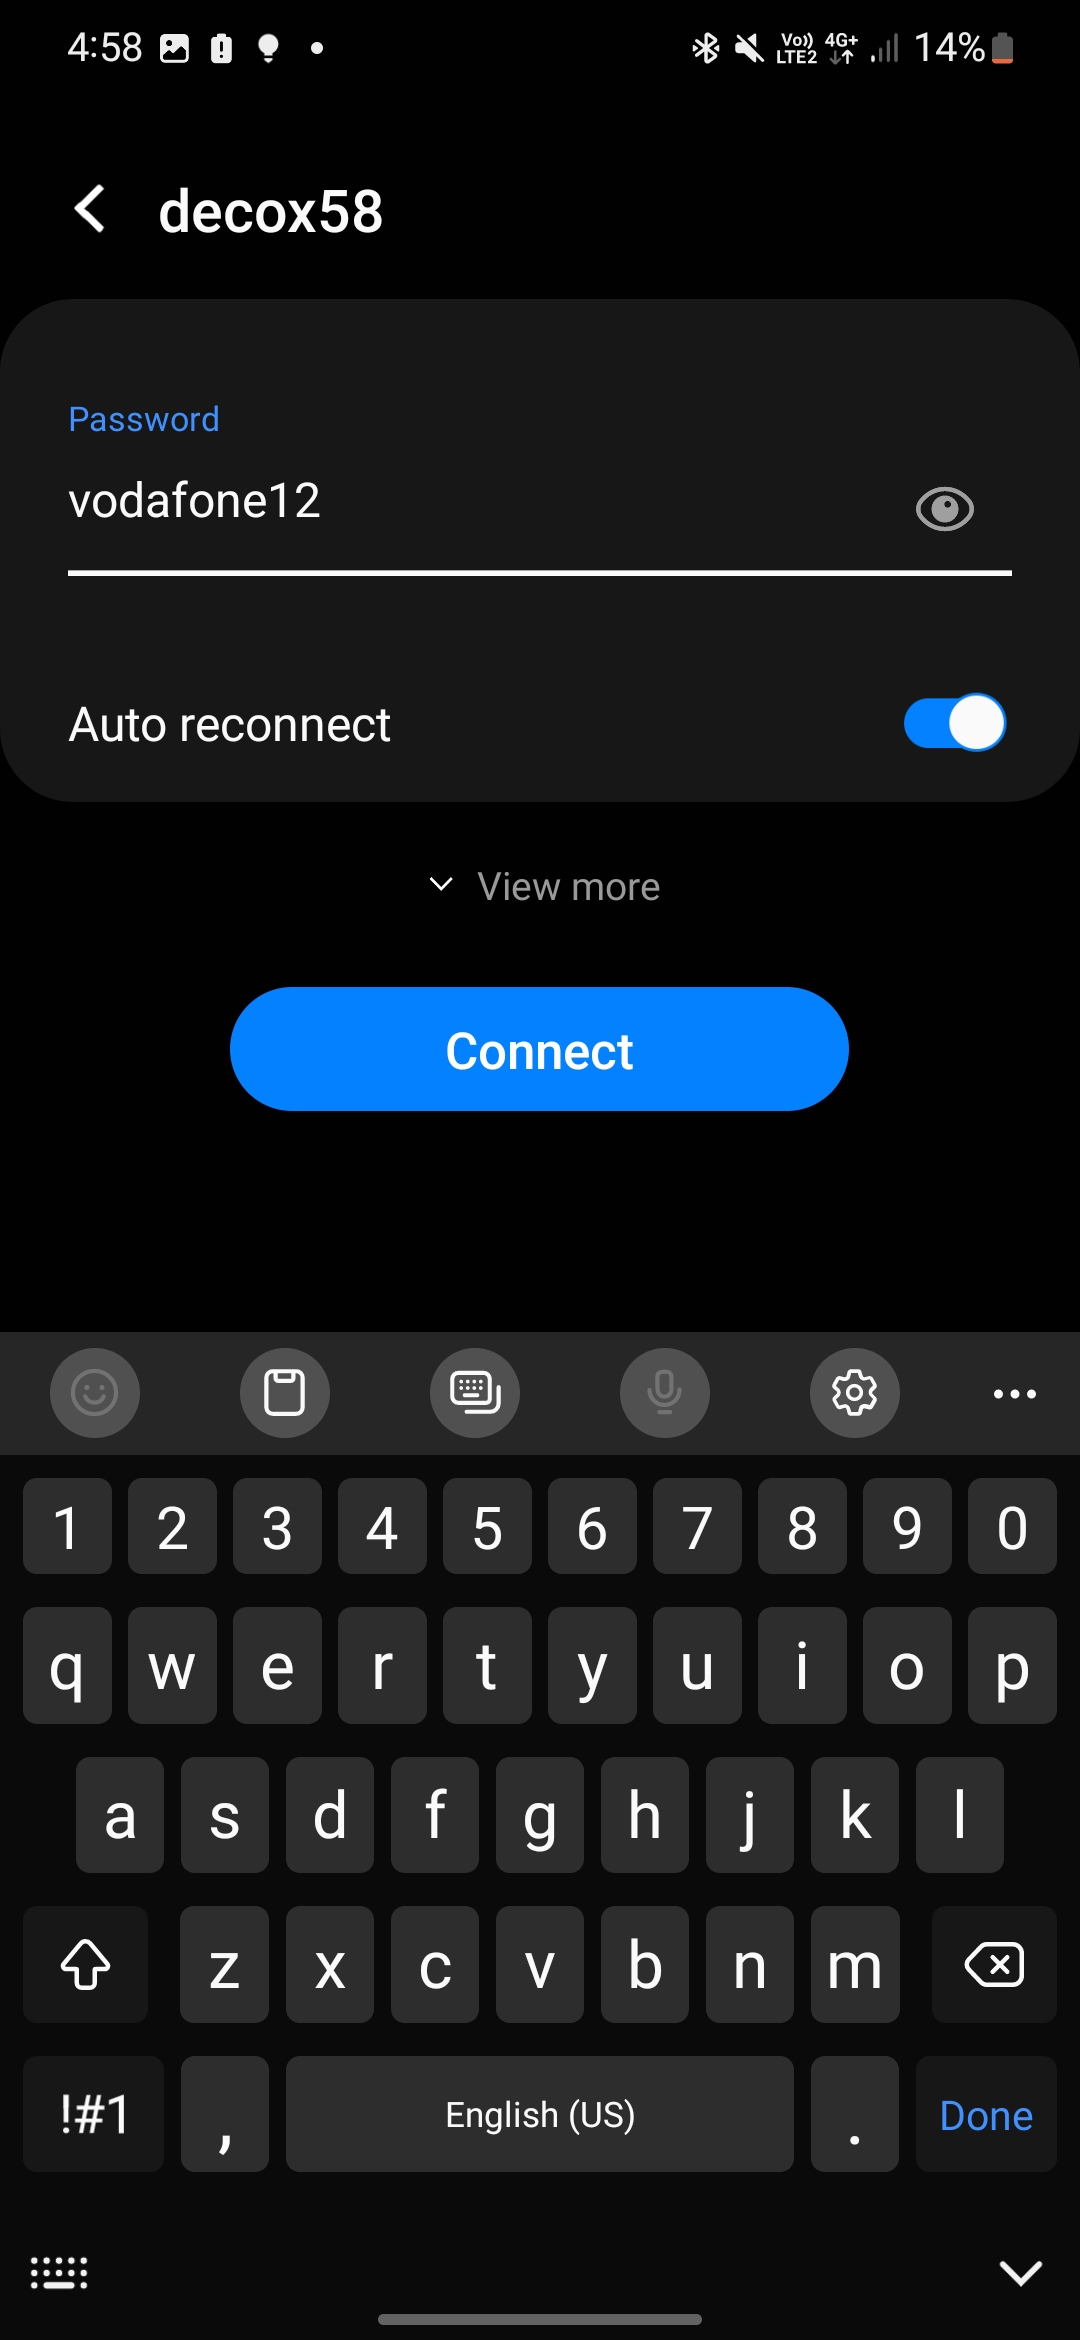 4:58 Vo)) LTE2 4G+ 14%
decox58
Password
vodafone12
Auto reconnect
View more
Connect
1 2 3 4 5 6 7 8 9 0
q w e r t y u i o p
a s d f g h j k l
z x c v b n m
!#1 , English (US) . Done